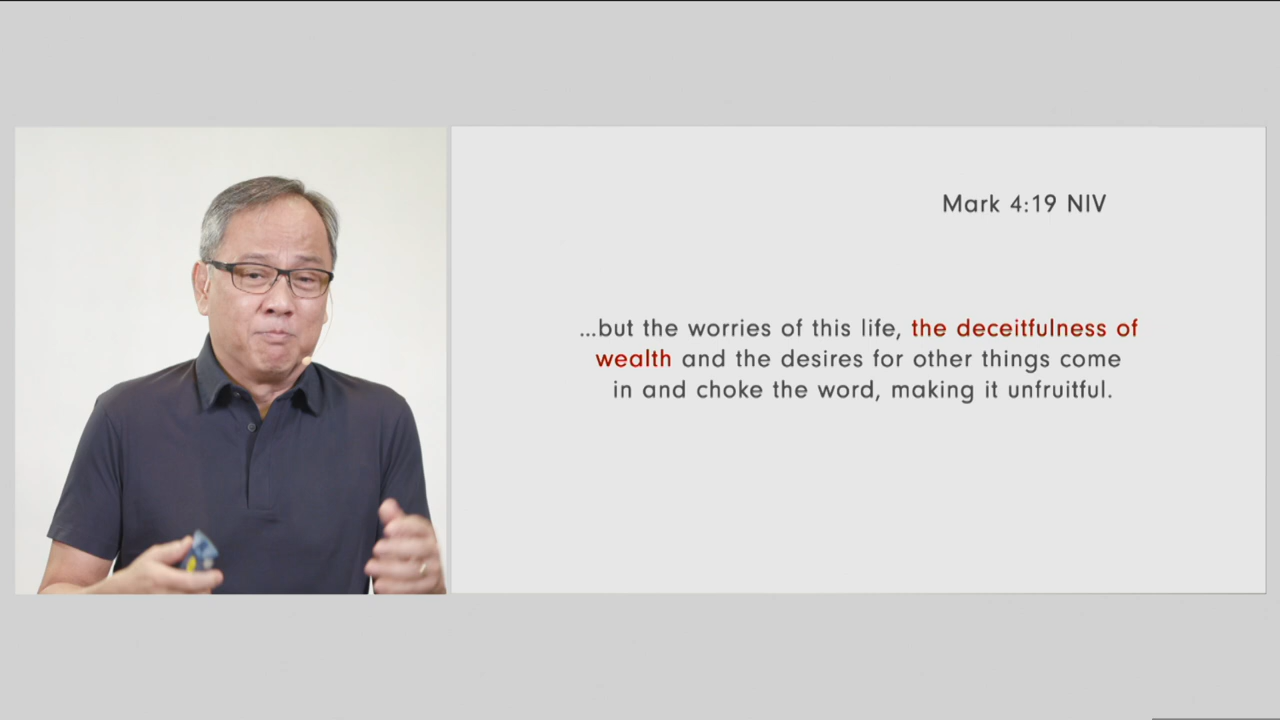 Mark 4:19 NIV
...but the worries of this life, the deceitfulness of
wealth and the desires for other things come
in and choke the word, making it unfruitful.